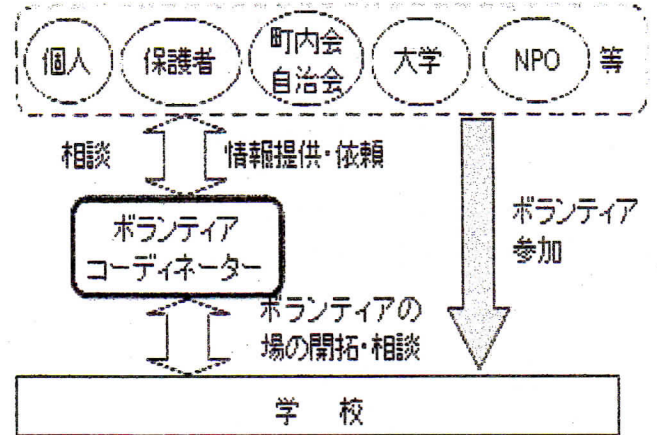 個人
保護者
町内会
自治会
大学
NPO
等
相談
情報提供・依頼
ボランティア
コーディネーター
ボランティア
参加
ボランティアの
場の開拓・相談
学　校